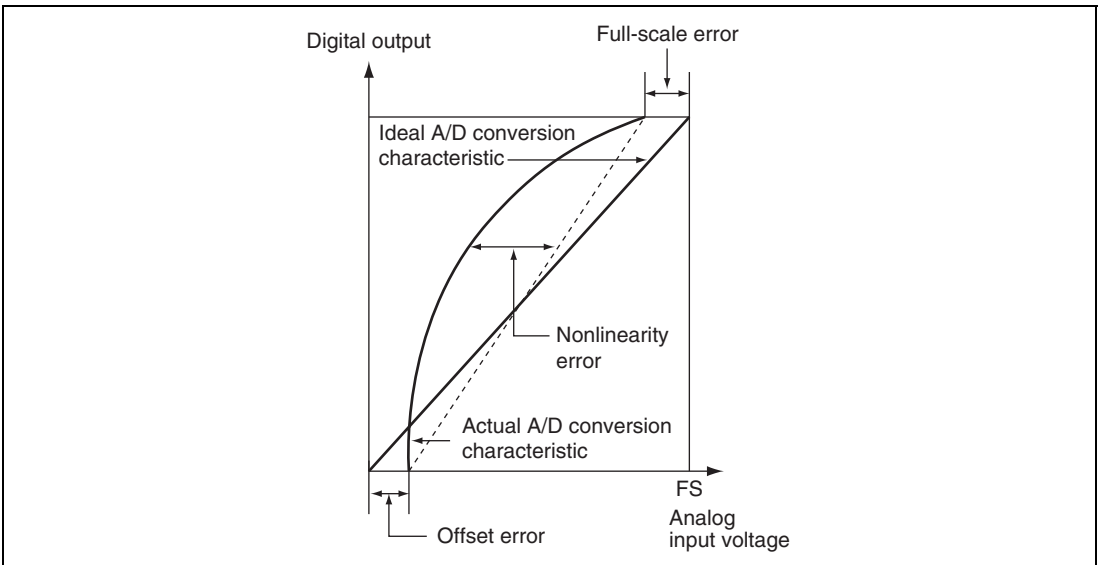 Digital output
Full-scale error
Ideal A/D conversion
characteristic
Nonlinearity
error
Actual A/D conversion
characteristic
FS
Analog
input voltage
Offset error